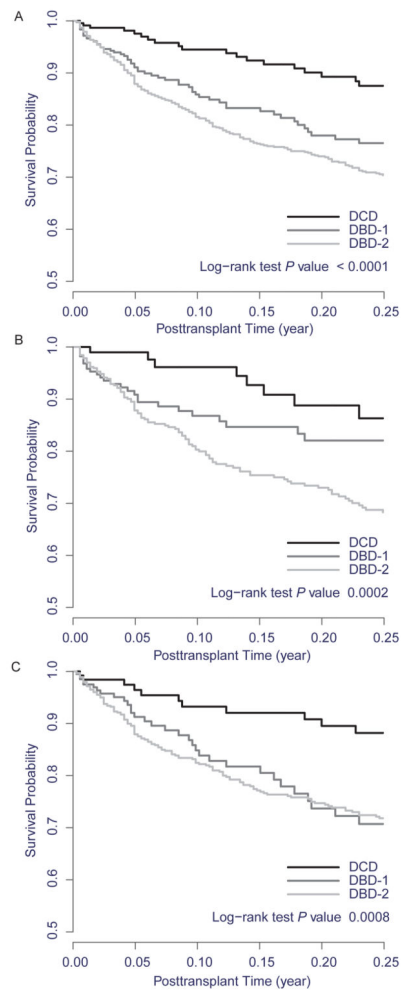 A
1.0
0.9
0.8
0.7
0.6
0.5
Survival Probability
DCD
DBD-1
DBD-2
Log-rank test P value < 0.0001
0.00 0.05 0.10 0.15 0.20 0.25
Posttransplant Time (year)
B
1.0
0.9
0.8
0.7
0.6
0.5
Survival Probability
DCD
DBD-1
DBD-2
Log-rank test P value 0.0002
0.00 0.05 0.10 0.15 0.20 0.25
Posttransplant Time (year)
C
1.0
0.9
0.8
0.7
0.6
0.5
Survival Probability
DCD
DBD-1
DBD-2
Log-rank test P value 0.0008
0.00 0.05 0.10 0.15 0.20 0.25
Posttransplant Time (year)